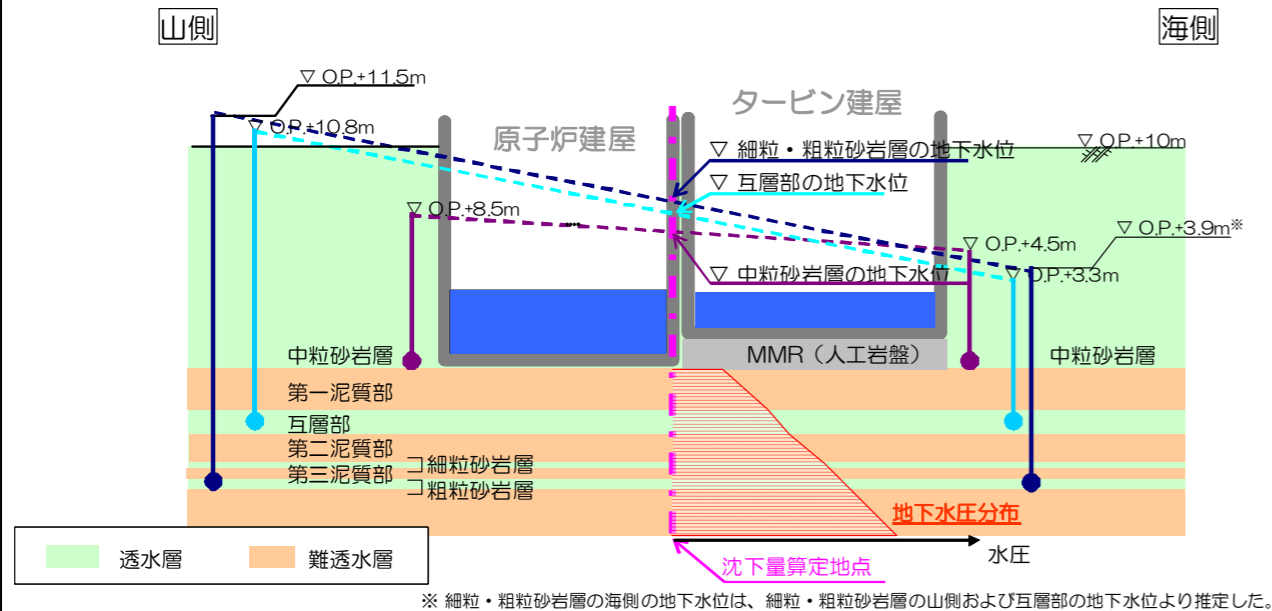 山側
海側
▽ O.P.+11.5m
▽ O.P.+10.8m
原子炉建屋
タービン建屋
▽ O.P.+10m
▽ 細粒・粗粒砂岩層の地下水位
▽ 互層部の地下水位
▽ O.P.+8.5m
▽ O.P.+3.9m※
▽ O.P.+4.5m
▽ 中粒砂岩層の地下水位
▽ O.P.+3.3m
中粒砂岩層
MMR(人工岩盤)
中粒砂岩層
第一泥質部
互層部
第二泥質部
細粒砂岩層
第三泥質部
粗粒砂岩層
地下水圧分布
水圧
透水層
難透水層
沈下量算定地点
※ 細粒・粗粒砂岩層の海側の地下水位は、細粒・粗粒砂岩層の山側および互層部の地下水位より推定した。